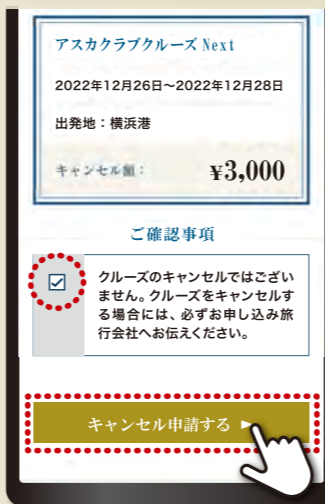 アスカクラブクルーズ Next
2022年12月26日〜2022年12月28日
出発地：横浜港
キャンセル額： ¥3,000
ご確認事項
クルーズのキャンセルではござい
ません。クルーズをキャンセルす
る場合には、必ずお申し込み旅
行会社へお伝えください。
キャンセル申請する ►